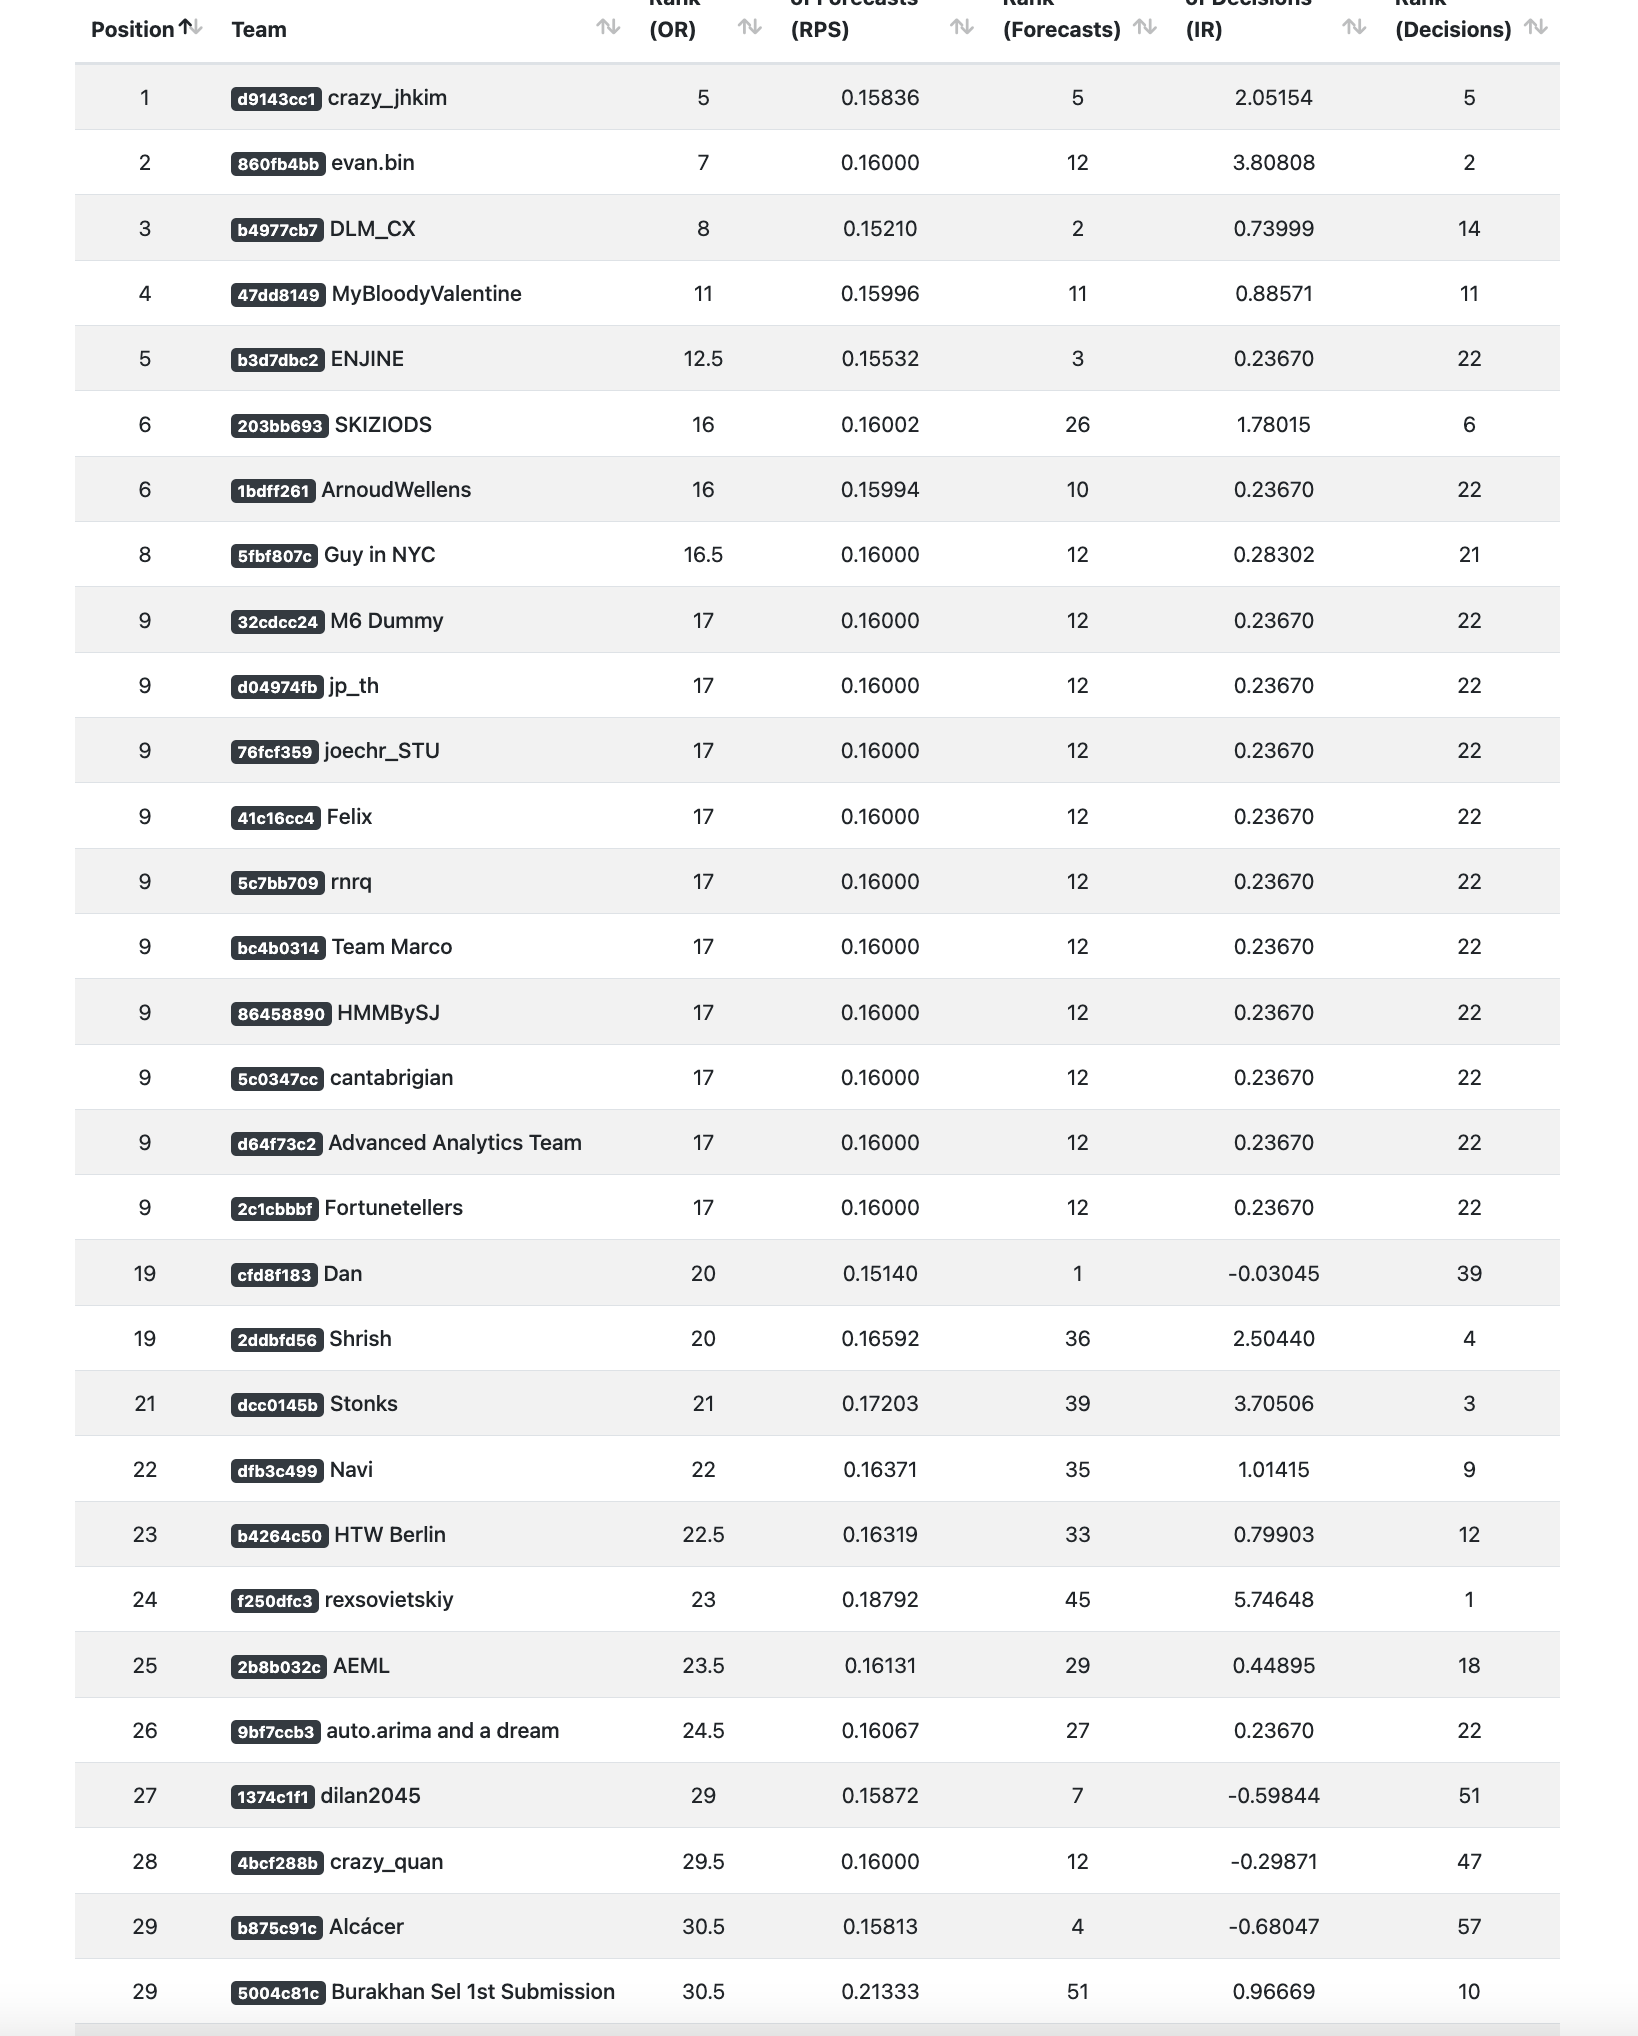 Rank of Forecasts Rank of Decisions Rank
Position Team (OR) (RPS) (Forecasts) (IR) (Decisions)
1 d9143cc1 crazy_jhkim 5 0.15836 5 2.05154 5
2 860fb4bb evan.bin 7 0.16000 12 3.80808 2
3 b4977cb7 DLM_CX 8 0.15210 2 0.73999 14
4 47dd8149 MyBloodyValentine 11 0.15996 11 0.88571 11
5 b3d7dbc2 ENJINE 12.5 0.15532 3 0.23670 22
6 203bb693 SKIZIODS 16 0.16002 26 1.78015 6
6 1bdff261 ArnoudWellens 16 0.15994 10 0.23670 22
8 5fbf807c Guy in NYC 16.5 0.16000 12 0.28302 21
9 32cdcc24 M6 Dummy 17 0.16000 12 0.23670 22
9 d04974fb jp_th 17 0.16000 12 0.23670 22
9 76fcf359 joechr_STU 17 0.16000 12 0.23670 22
9 41c16cc4 Felix 17 0.16000 12 0.23670 22
9 5c7bb709 rnrq 17 0.16000 12 0.23670 22
9 bc4b0314 Team Marco 17 0.16000 12 0.23670 22
9 86458890 HMMBySJ 17 0.16000 12 0.23670 22
9 5c0347cc cantabrigian 17 0.16000 12 0.23670 22
9 d64f73c2 Advanced Analytics Team 17 0.16000 12 0.23670 22
9 2c1cbbbf Fortunetellers 17 0.16000 12 0.23670 22
19 cfd8f183 Dan 20 0.15140 1 -0.03045 39
19 2ddbfd56 Shrish 20 0.16592 36 2.50440 4
21 dcc0145b Stonks 21 0.17203 39 3.70506 3
22 dfb3c499 Navi 22 0.16371 35 1.01415 9
23 b4264c50 HTW Berlin 22.5 0.16319 33 0.79903 12
24 f250dfc3 rexsovietskiy 23 0.18792 45 5.74648 1
25 2b8b032c AEML 23.5 0.16131 29 0.44895 18
26 9bf7ccb3 auto.arima and a dream 24.5 0.16067 27 0.23670 22
27 1374c1f1 dilan2045 29 0.15872 7 -0.59844 51
28 4bcf288b crazy_quan 29.5 0.16000 12 -0.29871 47
29 b875c91c Alcácer 30.5 0.15813 4 -0.68047 57
29 5004c81c Burakhan Sel 1st Submission 30.5 0.21333 51 0.96669 10